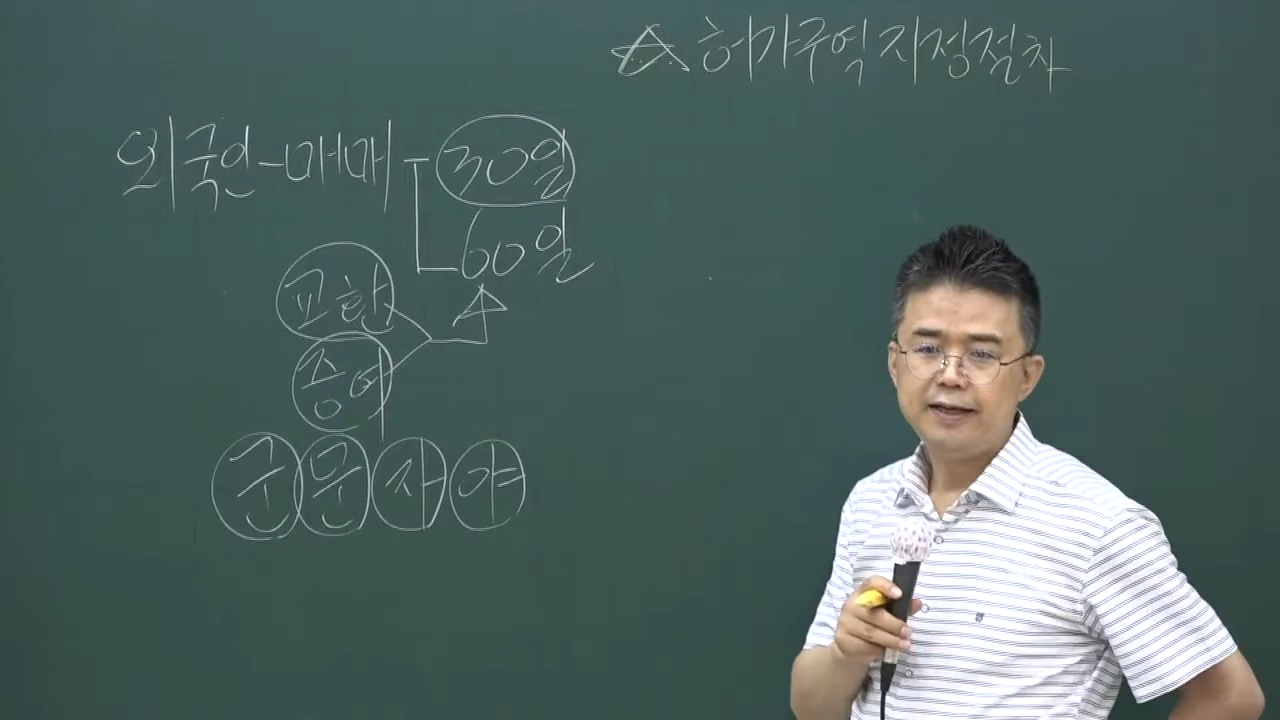 ☆ 허가구역 지정절차
외국인-매매
30일
60일
교환
증여
군 문 자 야